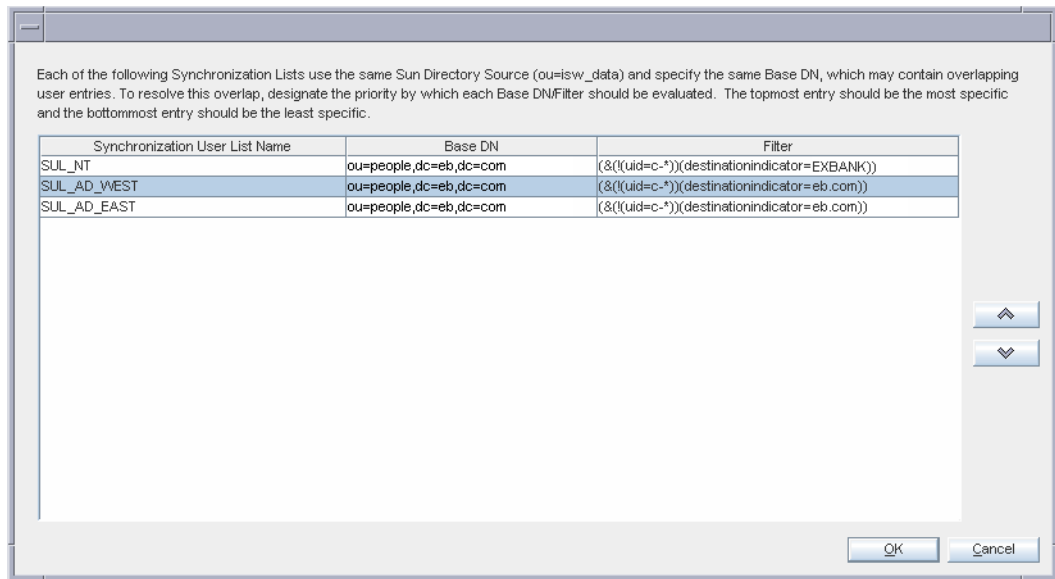 Each of the following Synchronization Lists use the same Sun Directory Source (ou=isw_data) and specify the same Base DN, which may contain overlapping
user entries. To resolve this overlap, designate the priority by which each Base DN/Filter should be evaluated. The topmost entry should be the most specific
and the bottommost entry should be the least specific.
Synchronization User List Name Base DN Filter
SUL_NT ou=people,dc=eb,dc=com (&(!(uid=c-*))(destinationindicator=EXBANK))
SUL_AD_WEST ou=people,dc=eb,dc=com (&(!(uid=c-*))(destinationindicator=eb.com))
SUL_AD_EAST ou=people,dc=eb,dc=com (&(!(uid=c-*))(destinationindicator=eb.com))
OK Cancel